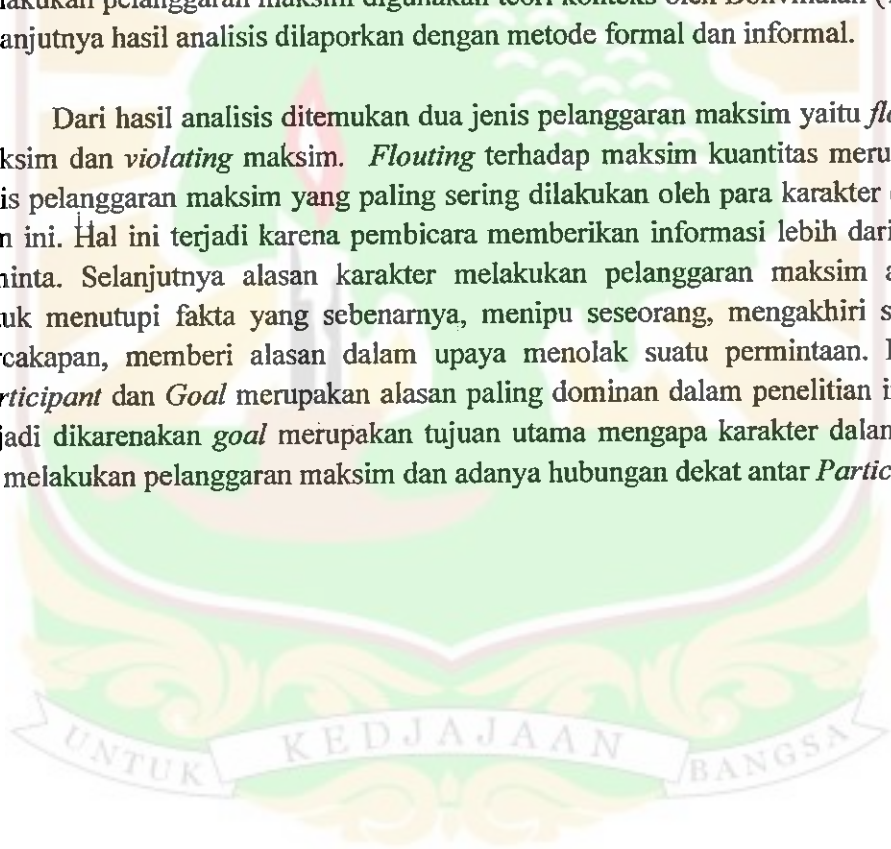 lakukan pelanggaran maksim digunakan teori konteks oleh
anjutnya hasil analisis dilaporkan dengan metode formal dan informal.
Dari hasil analisis ditemukan dua jenis pelanggaran maksim yaitu fl
ksim dan violating maksim. Flouting terhadap maksim kuantitas meru
is pelanggaran maksim yang paling sering dilakukan oleh para karakter
n ini. Hal ini terjadi karena pembicara memberikan informasi lebih dari
ninta. Selanjutnya alasan karakter melakukan pelanggaran maksim a
uk menutupi fakta yang sebenarnya, menipu seseorang, mengakhiri s
rcakapan, memberi alasan dalam upaya menolak suatu permintaan.
rticipant dan Goal merupakan alasan paling dominan dalam penelitian i
jadi dikarenakan goal merupakan tujuan utama mengapa karakter dalan
melakukan pelanggaran maksim dan adanya hubungan dekat antar Partic
UNTUK KEDJAJAAN BANGSA